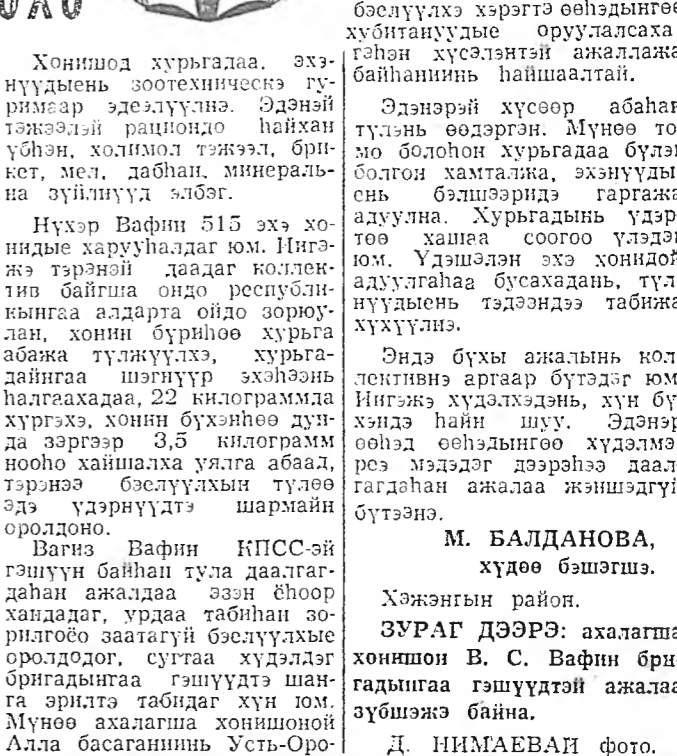 Хонишод хурьгадаа, эхэ-
нүүдыень зоотехническэ гу-
римаар эдеэлүүлнэ. Эдэнэй
тэжээлэй рациондо һайхан
үбһэн, холимол тэжээл, бри-
кет, мел, дабһан, минераль-
на зүйлнүүд элбэг.
Нүхэр Вафин 515 эхэ хо-
нидые харууһалдаг юм. Нигэ-
жэ тэрэнэй даадаг коллек-
тив байгша ондо республи-
кынгаа алдарта ойдо зорюу-
лан, хонин бүриһөө хурьга
абажа түлжүүлхэ, хурьга-
дайнгаа шэгнүүр эхэһээнь
һалгаахадаа, 22 килограммда
хүргэхэ, хонин бүхэнһөө дун-
да зэргээр 3,5 килограмм
нооһо хайшалха уялга абаад,
тэрэнээ бэелүүлхын түлөө
эдэ үдэрнүүдтэ шармайн
оролдоно.
Вагиз Вафин КПСС-эй
гэшүүн байһан тула даалгаг-
даһан ажалдаа эзэн ёһоор
хандадаг, урдаа табиһан зо-
рилгоёо заатагүй бэелүүлхые
оролдодог, сугтаа хүдэлдэг
бригадынгаа гэшүүдтэ шан-
га эрилтэ табидаг хүн юм.
Мүнөө ахалагша хонишоной
Алла басаганиинь Усть-Оро-
бэелүүлхэ хэрэгтэ өөһэдынгөө
хубитануудые оруулалсаха
гэһэн хүсэлэнтэй ажаллажа
байһаниинь һайшаалтай.
Эдэнэрэй хүсөөр абаһан
түлэнь өөдэргэн. Мүнөө то-
мо болоһон хурьгадаа бүлэг
болгон хамталжа, эхэнүүды-
ень бэлшээридэ гаргажа
адуулна. Хурьгадынь үдэр-
төө хашаа соогоо үлэдэг
юм. Үдэшэлэн эхэ хонидой
адуулгаһаа бусахадань, түл-
нүүдыень тэдээндээ табижа
хүхүүлнэ.
Эндэ бүхы ажалынь кол-
лективнэ аргаар бүтэдэг юм.
Нигэжэ хүдэлхэдэнь, хүн бү-
хэндэ һайн шуу. Эдэнэр
өөһэд өөһэдынгөө хүдэлмэ-
реэ мэдэдэг дээрэһээ даал-
гагдаһан ажалаа жэншэдгүй
бүтээнэ.
М. БАЛДАНОВА,
хүдөө бэшэгшэ.
Хэжэнгын район.
ЗУРАГ ДЭЭРЭ: ахалагша
хонишон В. С. Вафин бри-
гадынгаа гэшүүдтэй ажалаа
зүбшэжэ байна.
Д. НИМАЕВАЙ фото.